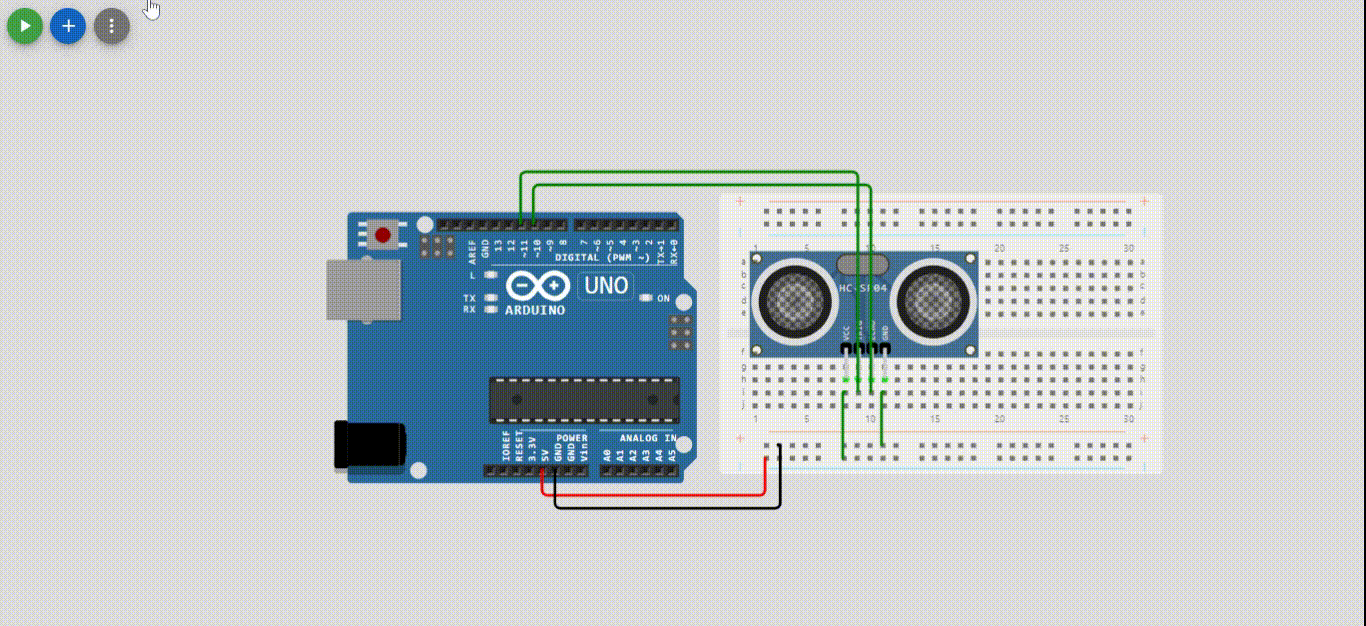 1 5 10 15 20 25 30
AREF
GND
13
12
~11
~10
~9
8
7
~6
~5
4
~3
2
TX→1
RX←0
DIGITAL (PWM ~)
L
TX
RX
UNO
ON
ARDUINO
HC-SR04
VCC
GND
a
b
c
d
e
f
g
h
i
j
1 5 10 15 20 25 30
IOREF
RESET
3.3V
5V
GND
GND
Vin
POWER
ANALOG IN
A0
A1
A2
A3
A4
A5